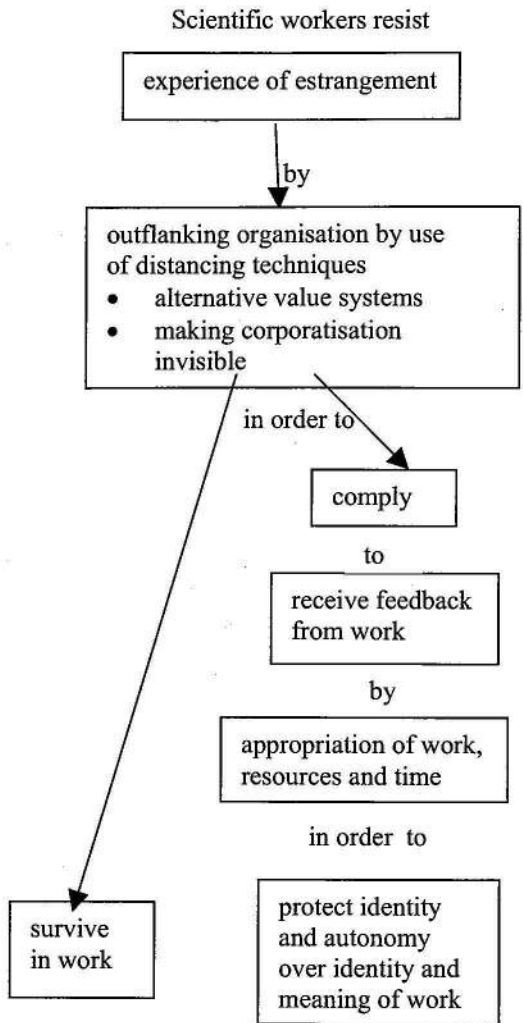 Scientific workers resist
experience of estrangement
by
outflanking organisation by use
of distancing techniques
• alternative value systems
• making corporatisation
invisible
in order to
comply
to
receive feedback
from work
by
appropriation of work,
resources and time
in order to
survive
in work
protect identity
and autonomy
over identity and
meaning of work